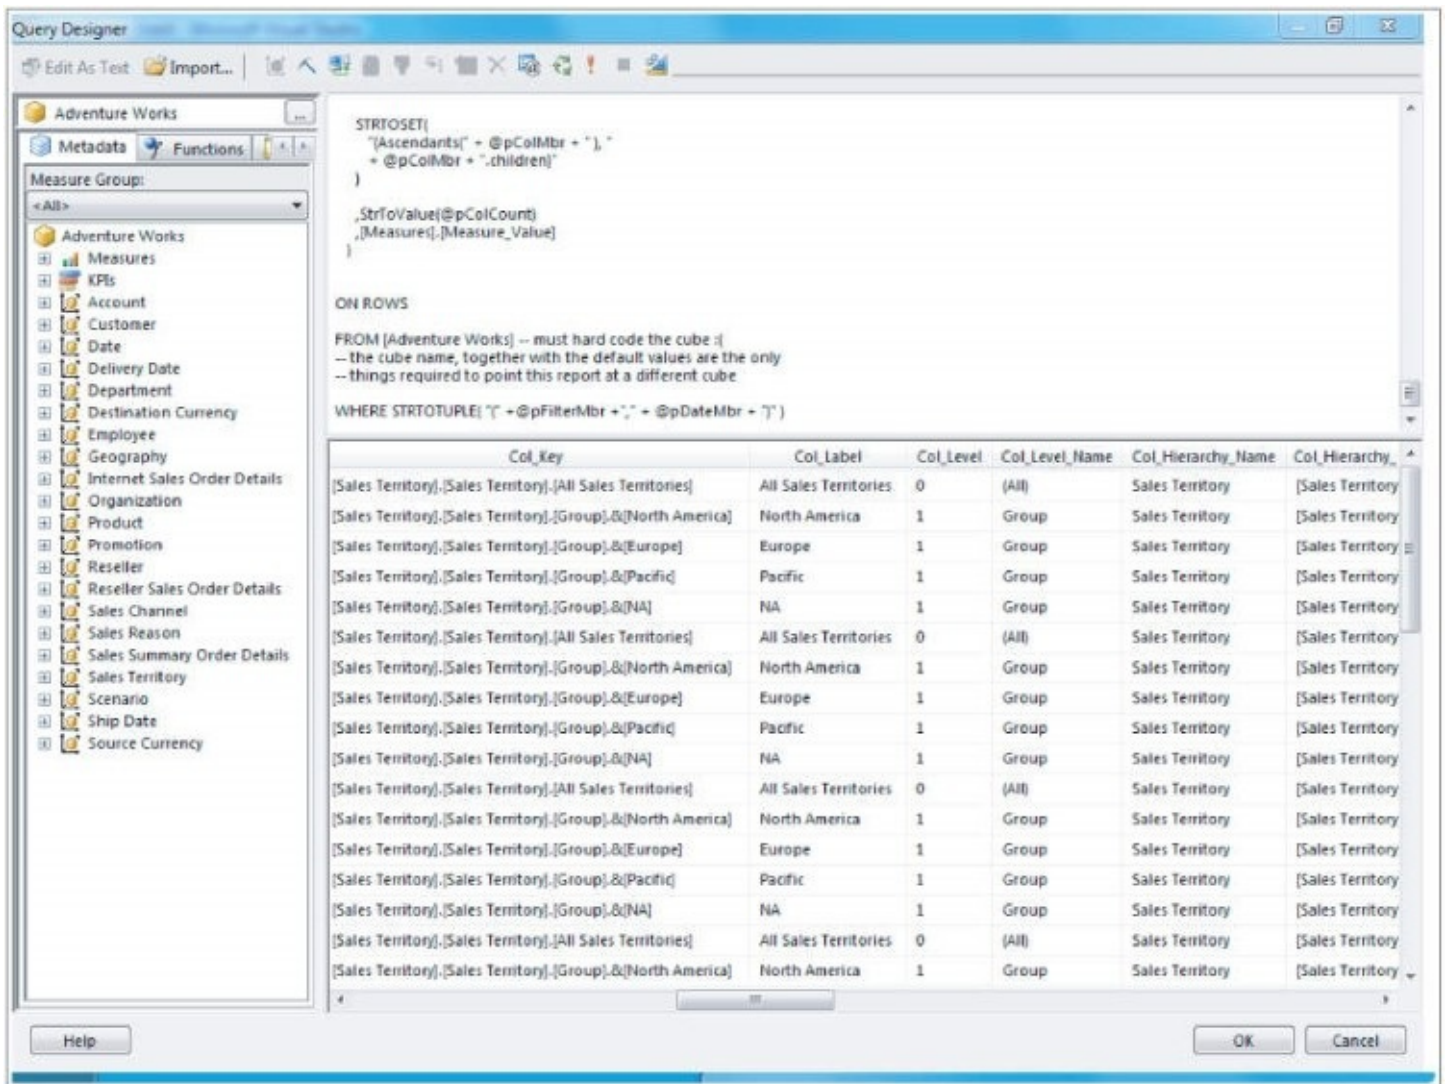 Query Designer
Edit As Text Import...
Adventure Works ...
Metadata Functions
Measure Group:
<All>
Adventure Works
Measures
KPIs
Account
Customer
Date
Delivery Date
Department
Destination Currency
Employee
Geography
Internet Sales Order Details
Organization
Product
Promotion
Reseller
Reseller Sales Order Details
Sales Channel
Sales Reason
Sales Summary Order Details
Sales Territory
Scenario
Ship Date
Source Currency
STRTOSET(
"{Ascendants(" + @pColMbr + " ), "
+ @pColMbr + ".children}"
)
,StrToValue(@pColCount)
,[Measures].[Measure_Value]
)
ON ROWS
FROM [Adventure Works] -- must hard code the cube :(
-- the cube name, together with the default values are the only
-- things required to point this report at a different cube
WHERE STRTOTUPLE( "(" +@pFilterMbr +"," + @pDateMbr + ")" )
Col_Key Col_Label Col_Level Col_Level_Name Col_Hierarchy_Name Col_Hierarchy_
[Sales Territory].[Sales Territory].[All Sales Territories] All Sales Territories 0 (All) Sales Territory [Sales Territory
[Sales Territory].[Sales Territory].[Group].&[North America] North America 1 Group Sales Territory [Sales Territory
[Sales Territory].[Sales Territory].[Group].&[Europe] Europe 1 Group Sales Territory [Sales Territory
[Sales Territory].[Sales Territory].[Group].&[Pacific] Pacific 1 Group Sales Territory [Sales Territory
[Sales Territory].[Sales Territory].[Group].&[NA] NA 1 Group Sales Territory [Sales Territory
[Sales Territory].[Sales Territory].[All Sales Territories] All Sales Territories 0 (All) Sales Territory [Sales Territory
[Sales Territory].[Sales Territory].[Group].&[North America] North America 1 Group Sales Territory [Sales Territory
[Sales Territory].[Sales Territory].[Group].&[Europe] Europe 1 Group Sales Territory [Sales Territory
[Sales Territory].[Sales Territory].[Group].&[Pacific] Pacific 1 Group Sales Territory [Sales Territory
[Sales Territory].[Sales Territory].[Group].&[NA] NA 1 Group Sales Territory [Sales Territory
[Sales Territory].[Sales Territory].[All Sales Territories] All Sales Territories 0 (All) Sales Territory [Sales Territory
[Sales Territory].[Sales Territory].[Group].&[North America] North America 1 Group Sales Territory [Sales Territory
[Sales Territory].[Sales Territory].[Group].&[Europe] Europe 1 Group Sales Territory [Sales Territory
[Sales Territory].[Sales Territory].[Group].&[Pacific] Pacific 1 Group Sales Territory [Sales Territory
[Sales Territory].[Sales Territory].[Group].&[NA] NA 1 Group Sales Territory [Sales Territory
[Sales Territory].[Sales Territory].[All Sales Territories] All Sales Territories 0 (All) Sales Territory [Sales Territory
[Sales Territory].[Sales Territory].[Group].&[North America] North America 1 Group Sales Territory [Sales Territory
Help OK Cancel